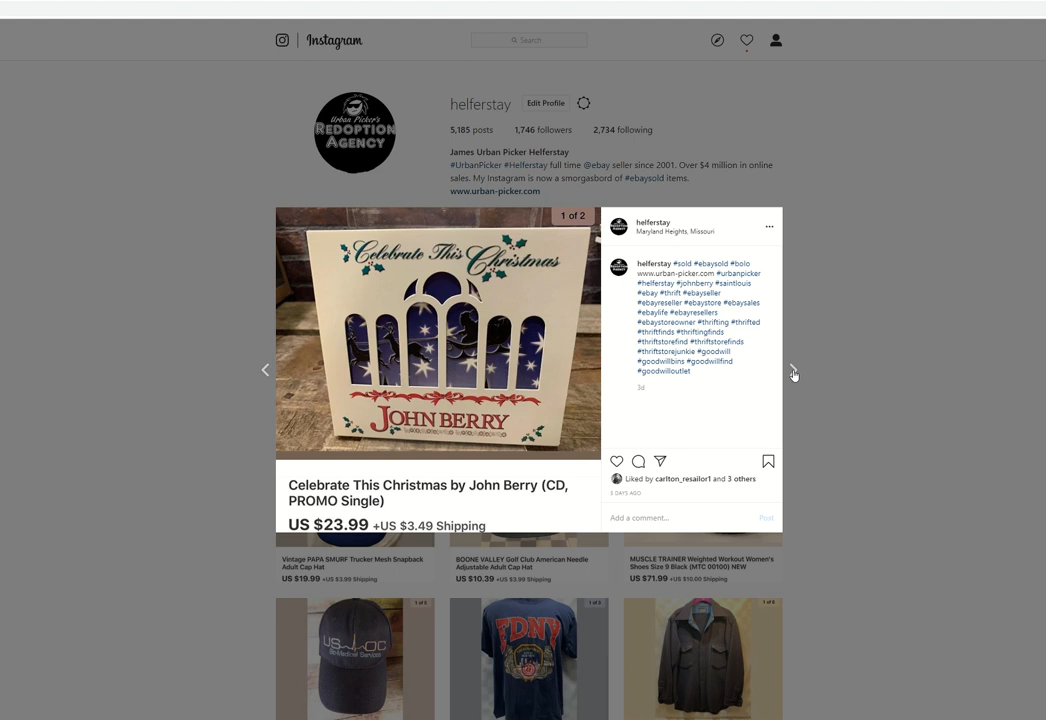 Instagram
Search
helferstay Edit Profile
5,185 posts 1,746 followers 2,734 following
James Urban Picker Helferstay
#UrbanPicker #Helferstay full time @ebay seller since 2001. Over $4 million in online
sales. My Instagram is now a smorgasbord of #ebaysold items.
www.urban-picker.com
Urban Picker's
REDOPTION
AGENCY
1 of 2
Celebrate This Christmas
JOHN BERRY
Celebrate This Christmas by John Berry (CD,
PROMO Single)
US $23.99 +US $3.49 Shipping
helferstay
Maryland Heights, Missouri
helferstay #sold #ebaysold #bolo
www.urban-picker.com #urbanpicker
#helferstay #johnberry #saintlouis
#ebay #thrift #ebayseller
#ebayreseller #ebaystore #ebaysales
#ebaylife #ebayresellers
#ebaystoreowner #thrifting #thrifted
#thriftfinds #thriftingfinds
#thriftstorefind #thriftstorefinds
#thriftstorejunkie #goodwill
#goodwillbins #goodwillfind
#goodwilloutlet
3d
Liked by carlton_resailor1 and 3 others
3 DAYS AGO
Add a comment... Post
Vintage PAPA SMURF Trucker Mesh Snapback
Adult Cap Hat
US $19.99 +US $3.99 Shipping
BOONE VALLEY Golf Club American Needle
Adjustable Adult Cap Hat
US $10.39 +US $3.99 Shipping
MUSCLE TRAINER Weighted Workout Women's
Shoes Size 9 Black (MTC 00100) NEW
US $71.99 +US $10.00 Shipping
Bio-Medical Services
FDNY